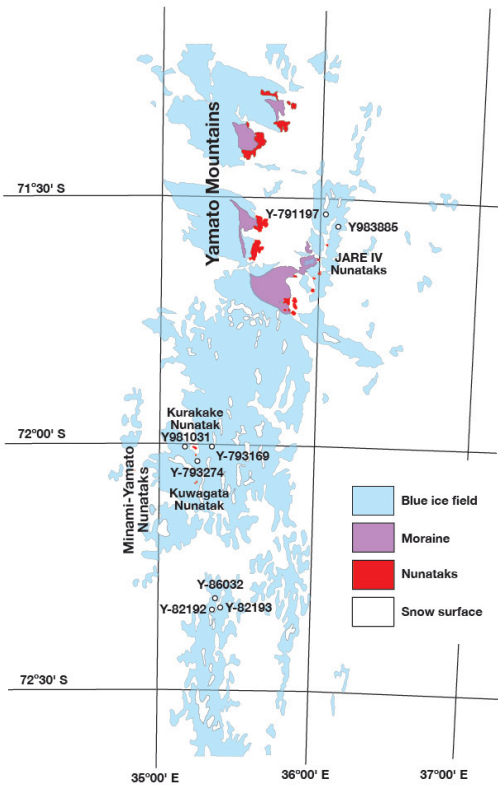 Yamato Mountains
71°30' S
Y-791197
Y983885
JARE IV
Nunataks
Kurakake
Nunatak
Y981031
72°00' S
Y-793169
Y-793274
Kuwagata
Nunatak
Minami-Yamato
Nunataks
Blue ice field
Moraine
Nunataks
Snow surface
Y-86032
Y-82192
Y-82193
72°30' S
35°00' E
36°00' E
37°00' E